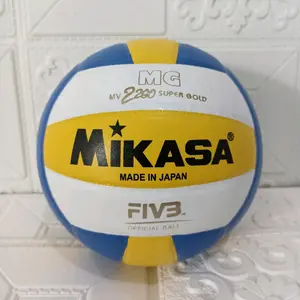 MG
MV 2200 SUPER GOLD
MIKASA®
MADE IN JAPAN
FIVB
OFFICIAL BALL